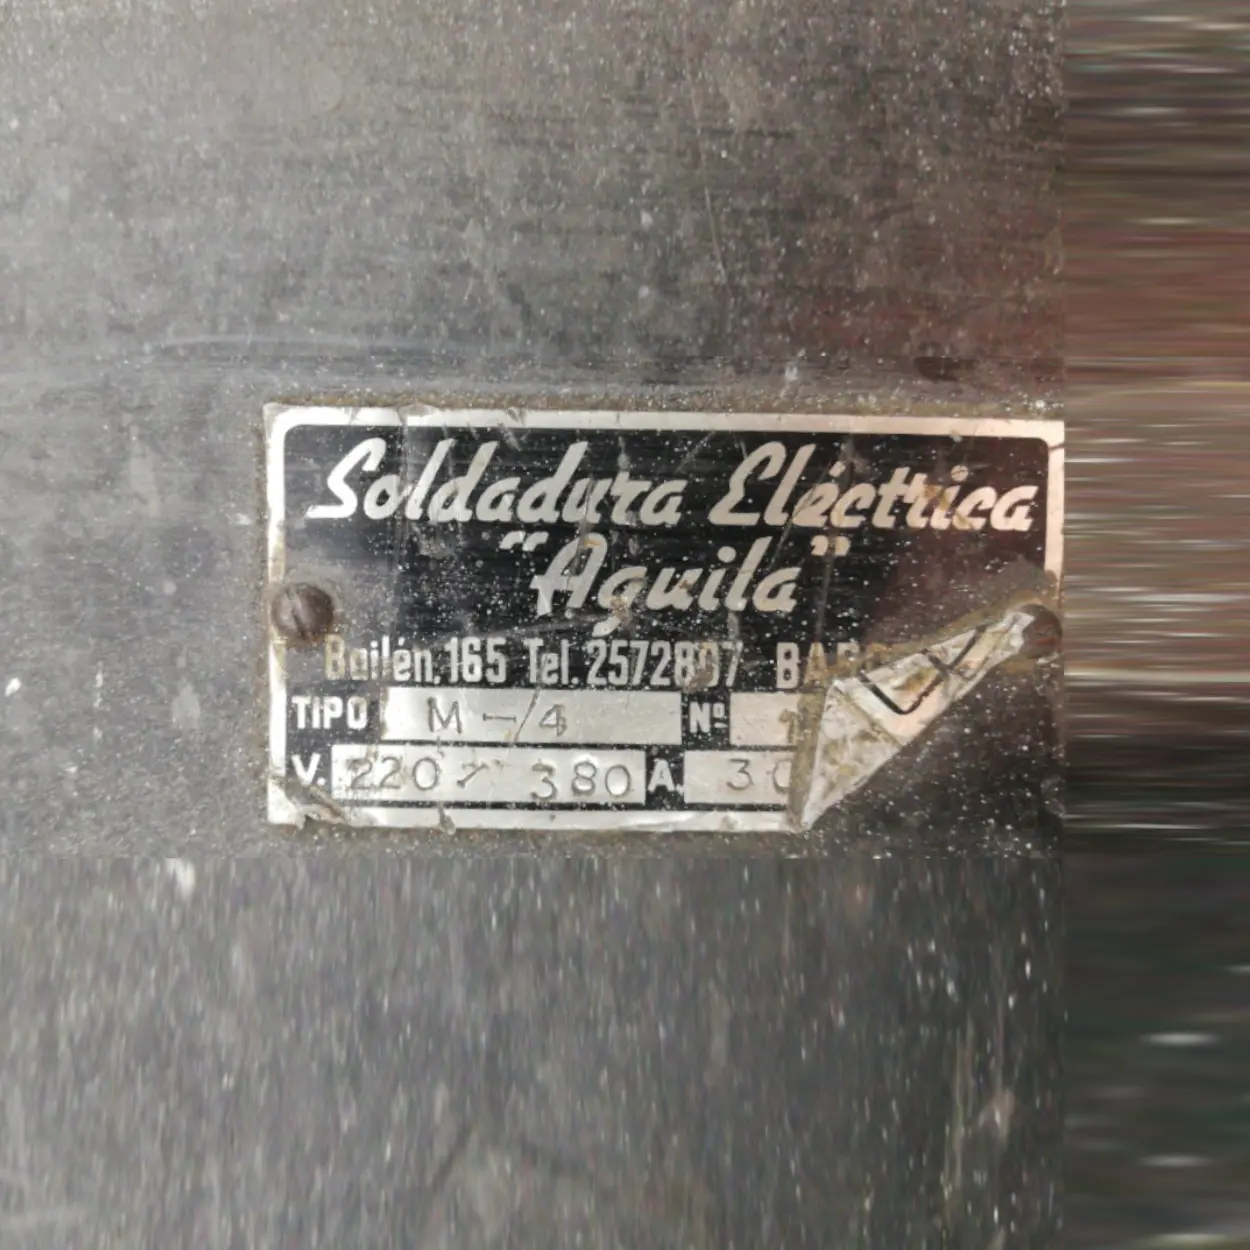 Soldadura Eléctrica
"Aguila"
Bailén, 165 Tel. 2572807
TIPO M-4 Nº
V. 220 380 A.